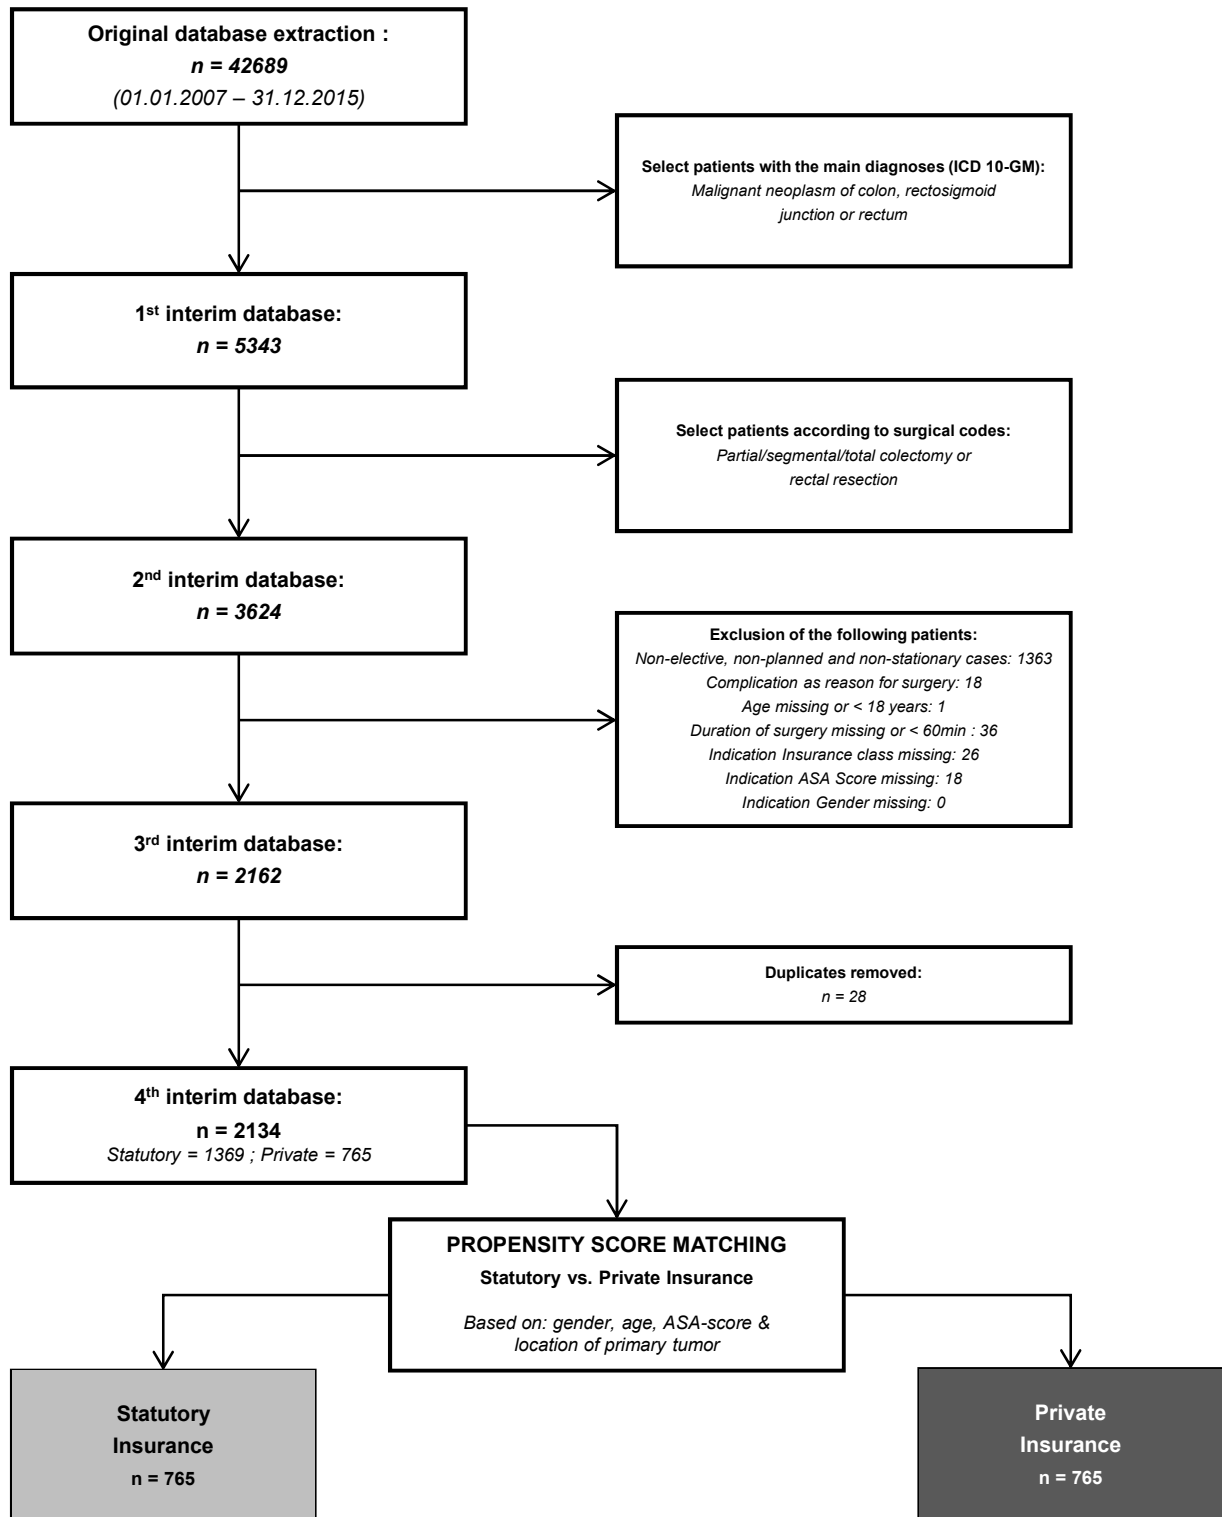 Original database extraction :
n = 42689
(01.01.2007 – 31.12.2015)
Select patients with the main diagnoses (ICD 10-GM):
Malignant neoplasm of colon, rectosigmoid
junction or rectum
1st interim database:
n = 5343
Select patients according to surgical codes:
Partial/segmental/total colectomy or
rectal resection
2nd interim database:
n = 3624
Exclusion of the following patients:
Non-elective, non-planned and non-stationary cases: 1363
Complication as reason for surgery: 18
Age missing or < 18 years: 1
Duration of surgery missing or < 60min : 36
Indication Insurance class missing: 26
Indication ASA Score missing: 18
Indication Gender missing: 0
3rd interim database:
n = 2162
Duplicates removed:
n = 28
4th interim database:
n = 2134
Statutory = 1369 ; Private = 765
PROPENSITY SCORE MATCHING
Statutory vs. Private Insurance
Based on: gender, age, ASA-score &
location of primary tumor
Statutory
Insurance
n = 765
Private
Insurance
n = 765